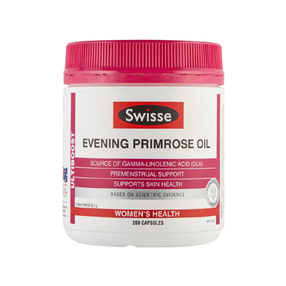 Swisse
ULTIBOOST
EVENING PRIMROSE OIL
SOURCE OF GAMMA-LINOLENIC ACID (GLA)
PREMENSTRUAL SUPPORT
SUPPORTS SKIN HEALTH
BASED ON SCIENTIFIC EVIDENCE
WOMEN'S HEALTH
200 CAPSULES